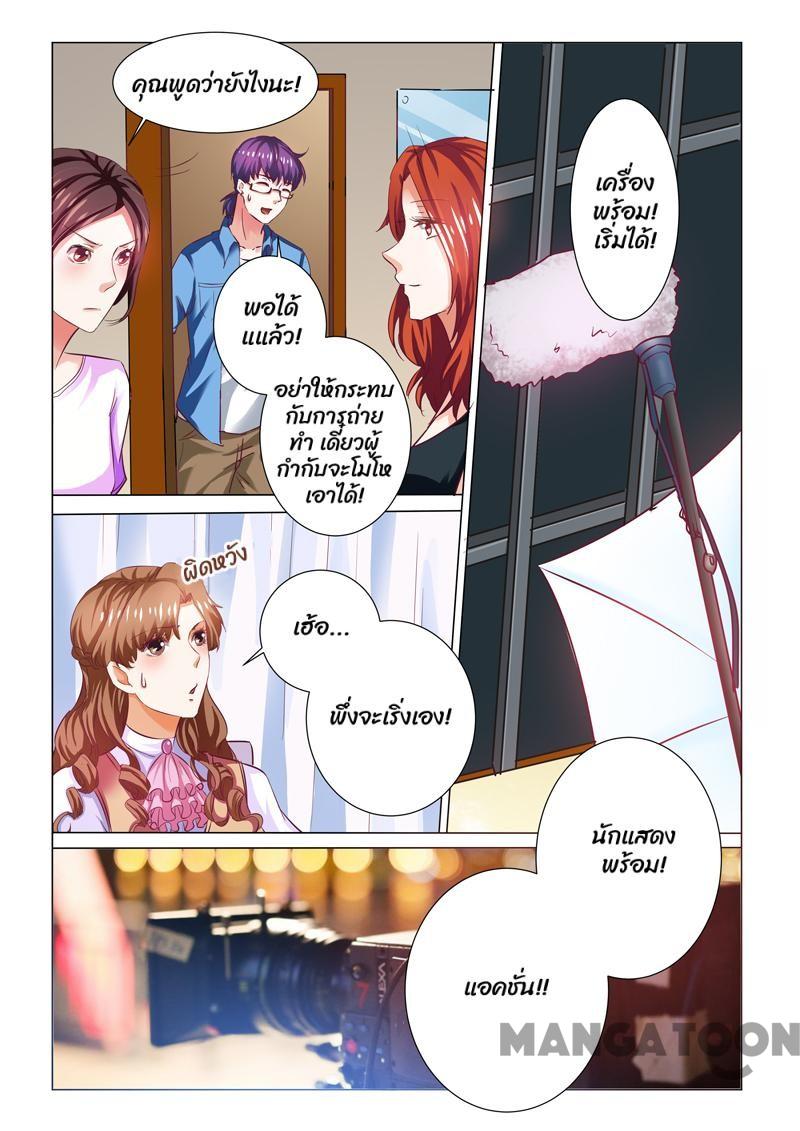 คุณพูดว่ายังไงนะ!
พอได้
แแล้ว!
อย่าให้กระทบ
กับการถ่าย
ทำ เดี๋ยวผู้
กำกับจะโมโห
เอาได้!
เครื่อง
พร้อม!
เริ่มได้!
ผิดหวัง
เฮ้อ...
พึ่งจะเริ่งเอง!
นักแสดง
พร้อม!
แอคชั่น!!
7
ALEXA
MANGATOON